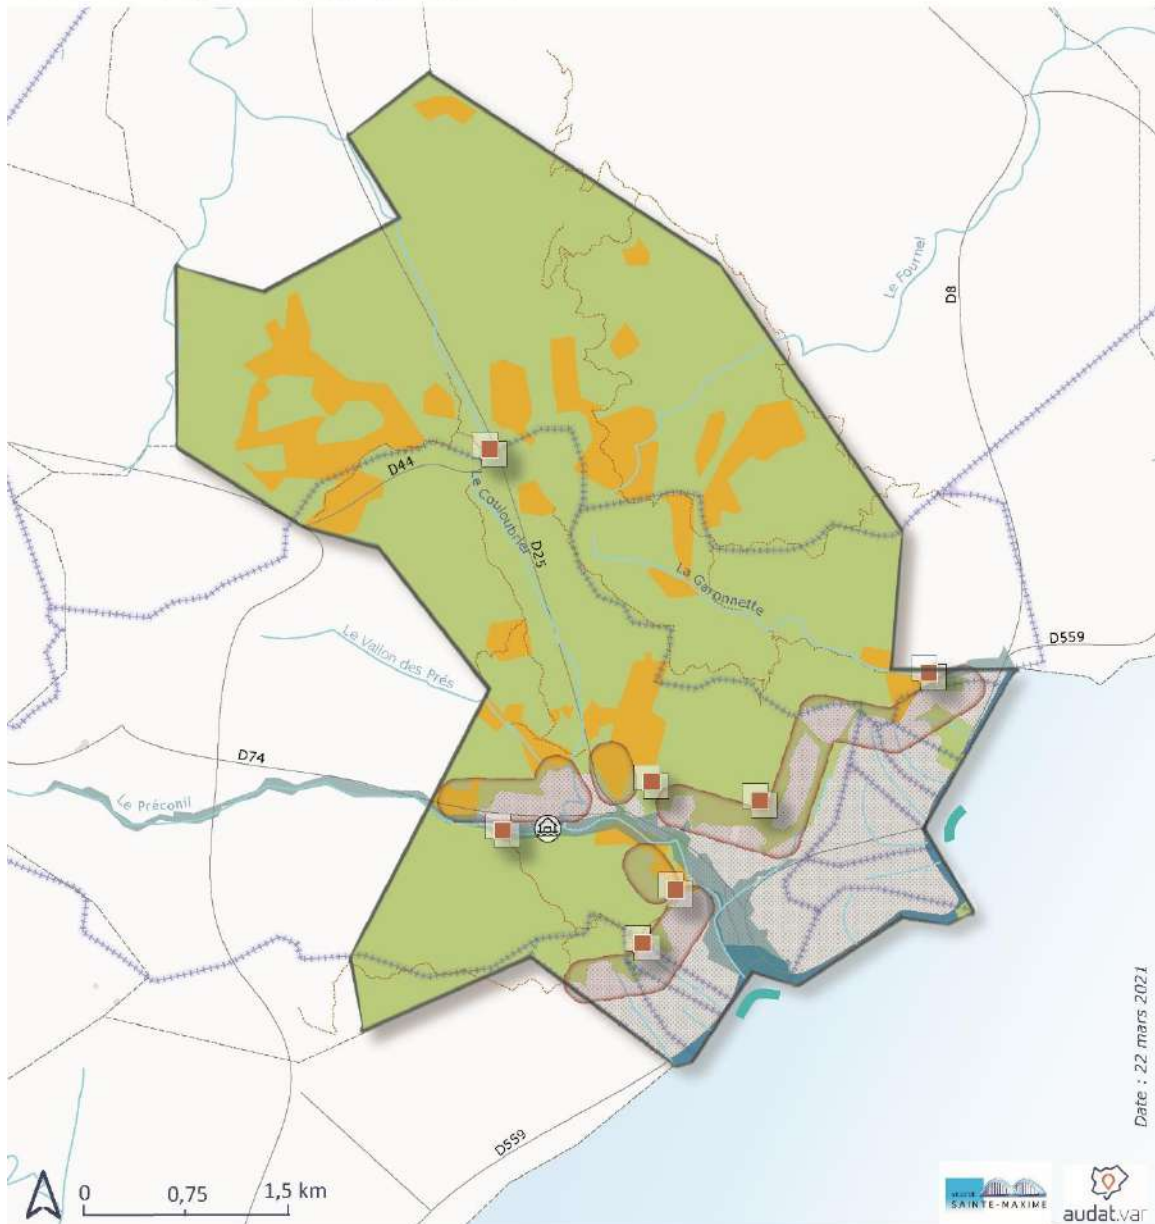 Le Fournel
D8
D44
Le Couloubrier
D25
La Garonnette
D559
Le Vallon des Prés
D74
Le Préconil
D559
Date : 22 mars 2021
0 0,75 1,5 km
SAINTE-MAXIME
audat.var